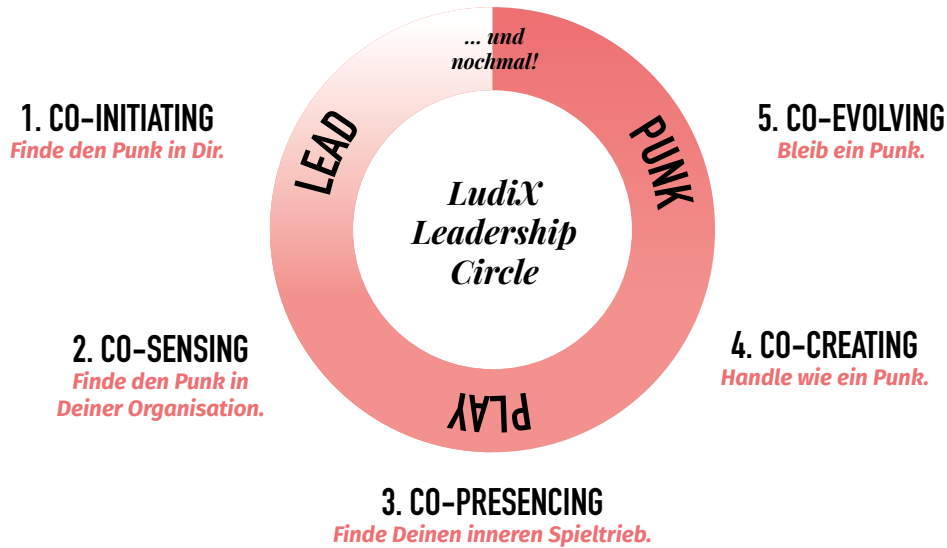 ... und
nochmal!
LEAD
PUNK
PLAY
LudiX
Leadership
Circle
1. CO-INITIATING
Finde den Punk in Dir.
2. CO-SENSING
Finde den Punk in
Deiner Organisation.
3. CO-PRESENCING
Finde Deinen inneren Spieltrieb.
4. CO-CREATING
Handle wie ein Punk.
5. CO-EVOLVING
Bleib ein Punk.